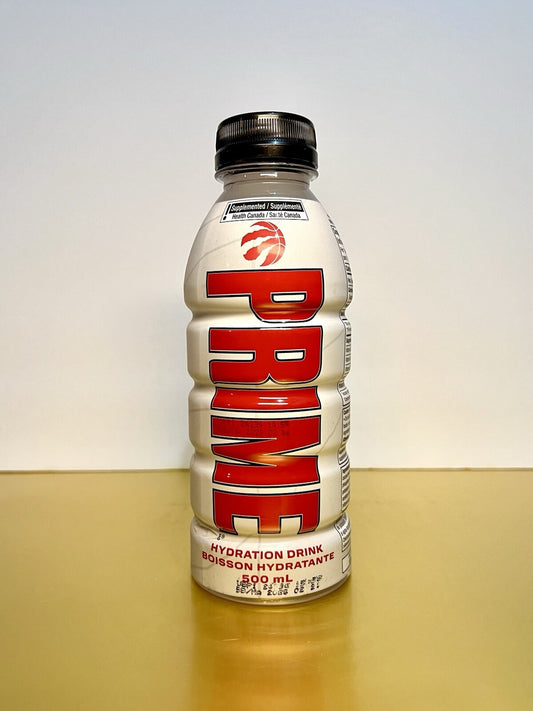 Supplemented / Supplémenté
Health Canada / Santé Canada
PRIME
HYDRATION DRINK
BOISSON HYDRATANTE
500 mL